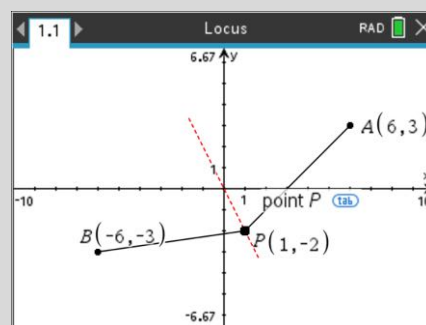 1.1 Locus RAD
6.67 y
A(6,3)
1
x
-10 1 point P tab 10
B(-6,-3) P(1,-2)
-6.67